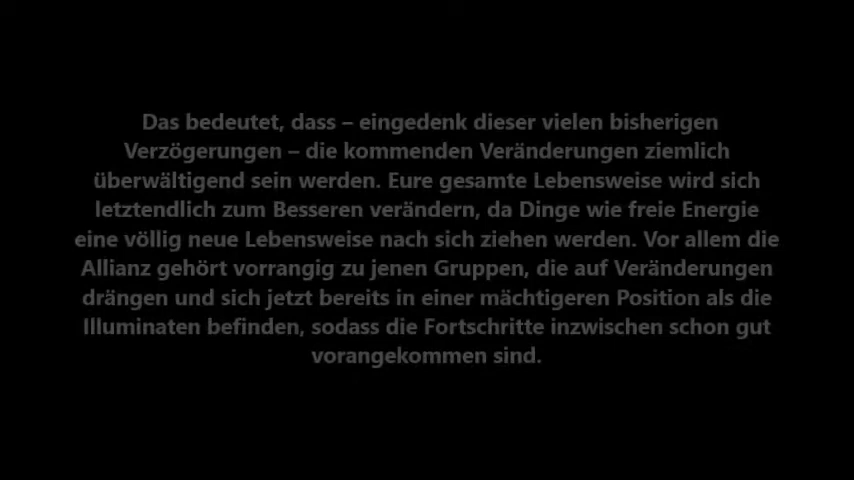 Das bedeutet, dass – eingedenk dieser vielen bisherigen
Verzögerungen – die kommenden Veränderungen ziemlich
überwältigend sein werden. Eure gesamte Lebensweise wird sich
letztendlich zum Besseren verändern, da Dinge wie freie Energie
eine völlig neue Lebensweise nach sich ziehen werden. Vor allem die
Allianz gehört vorrangig zu jenen Gruppen, die auf Veränderungen
drängen und sich jetzt bereits in einer mächtigeren Position als die
Illuminaten befinden, sodass die Fortschritte inzwischen schon gut
vorangekommen sind.